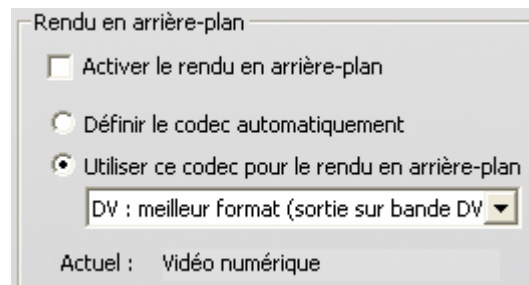 Rendu en arrière-plan
Activer le rendu en arrière-plan
Définir le codec automatiquement
Utiliser ce codec pour le rendu en arrière-plan
DV : meilleur format (sortie sur bande DV
Actuel : Vidéo numérique